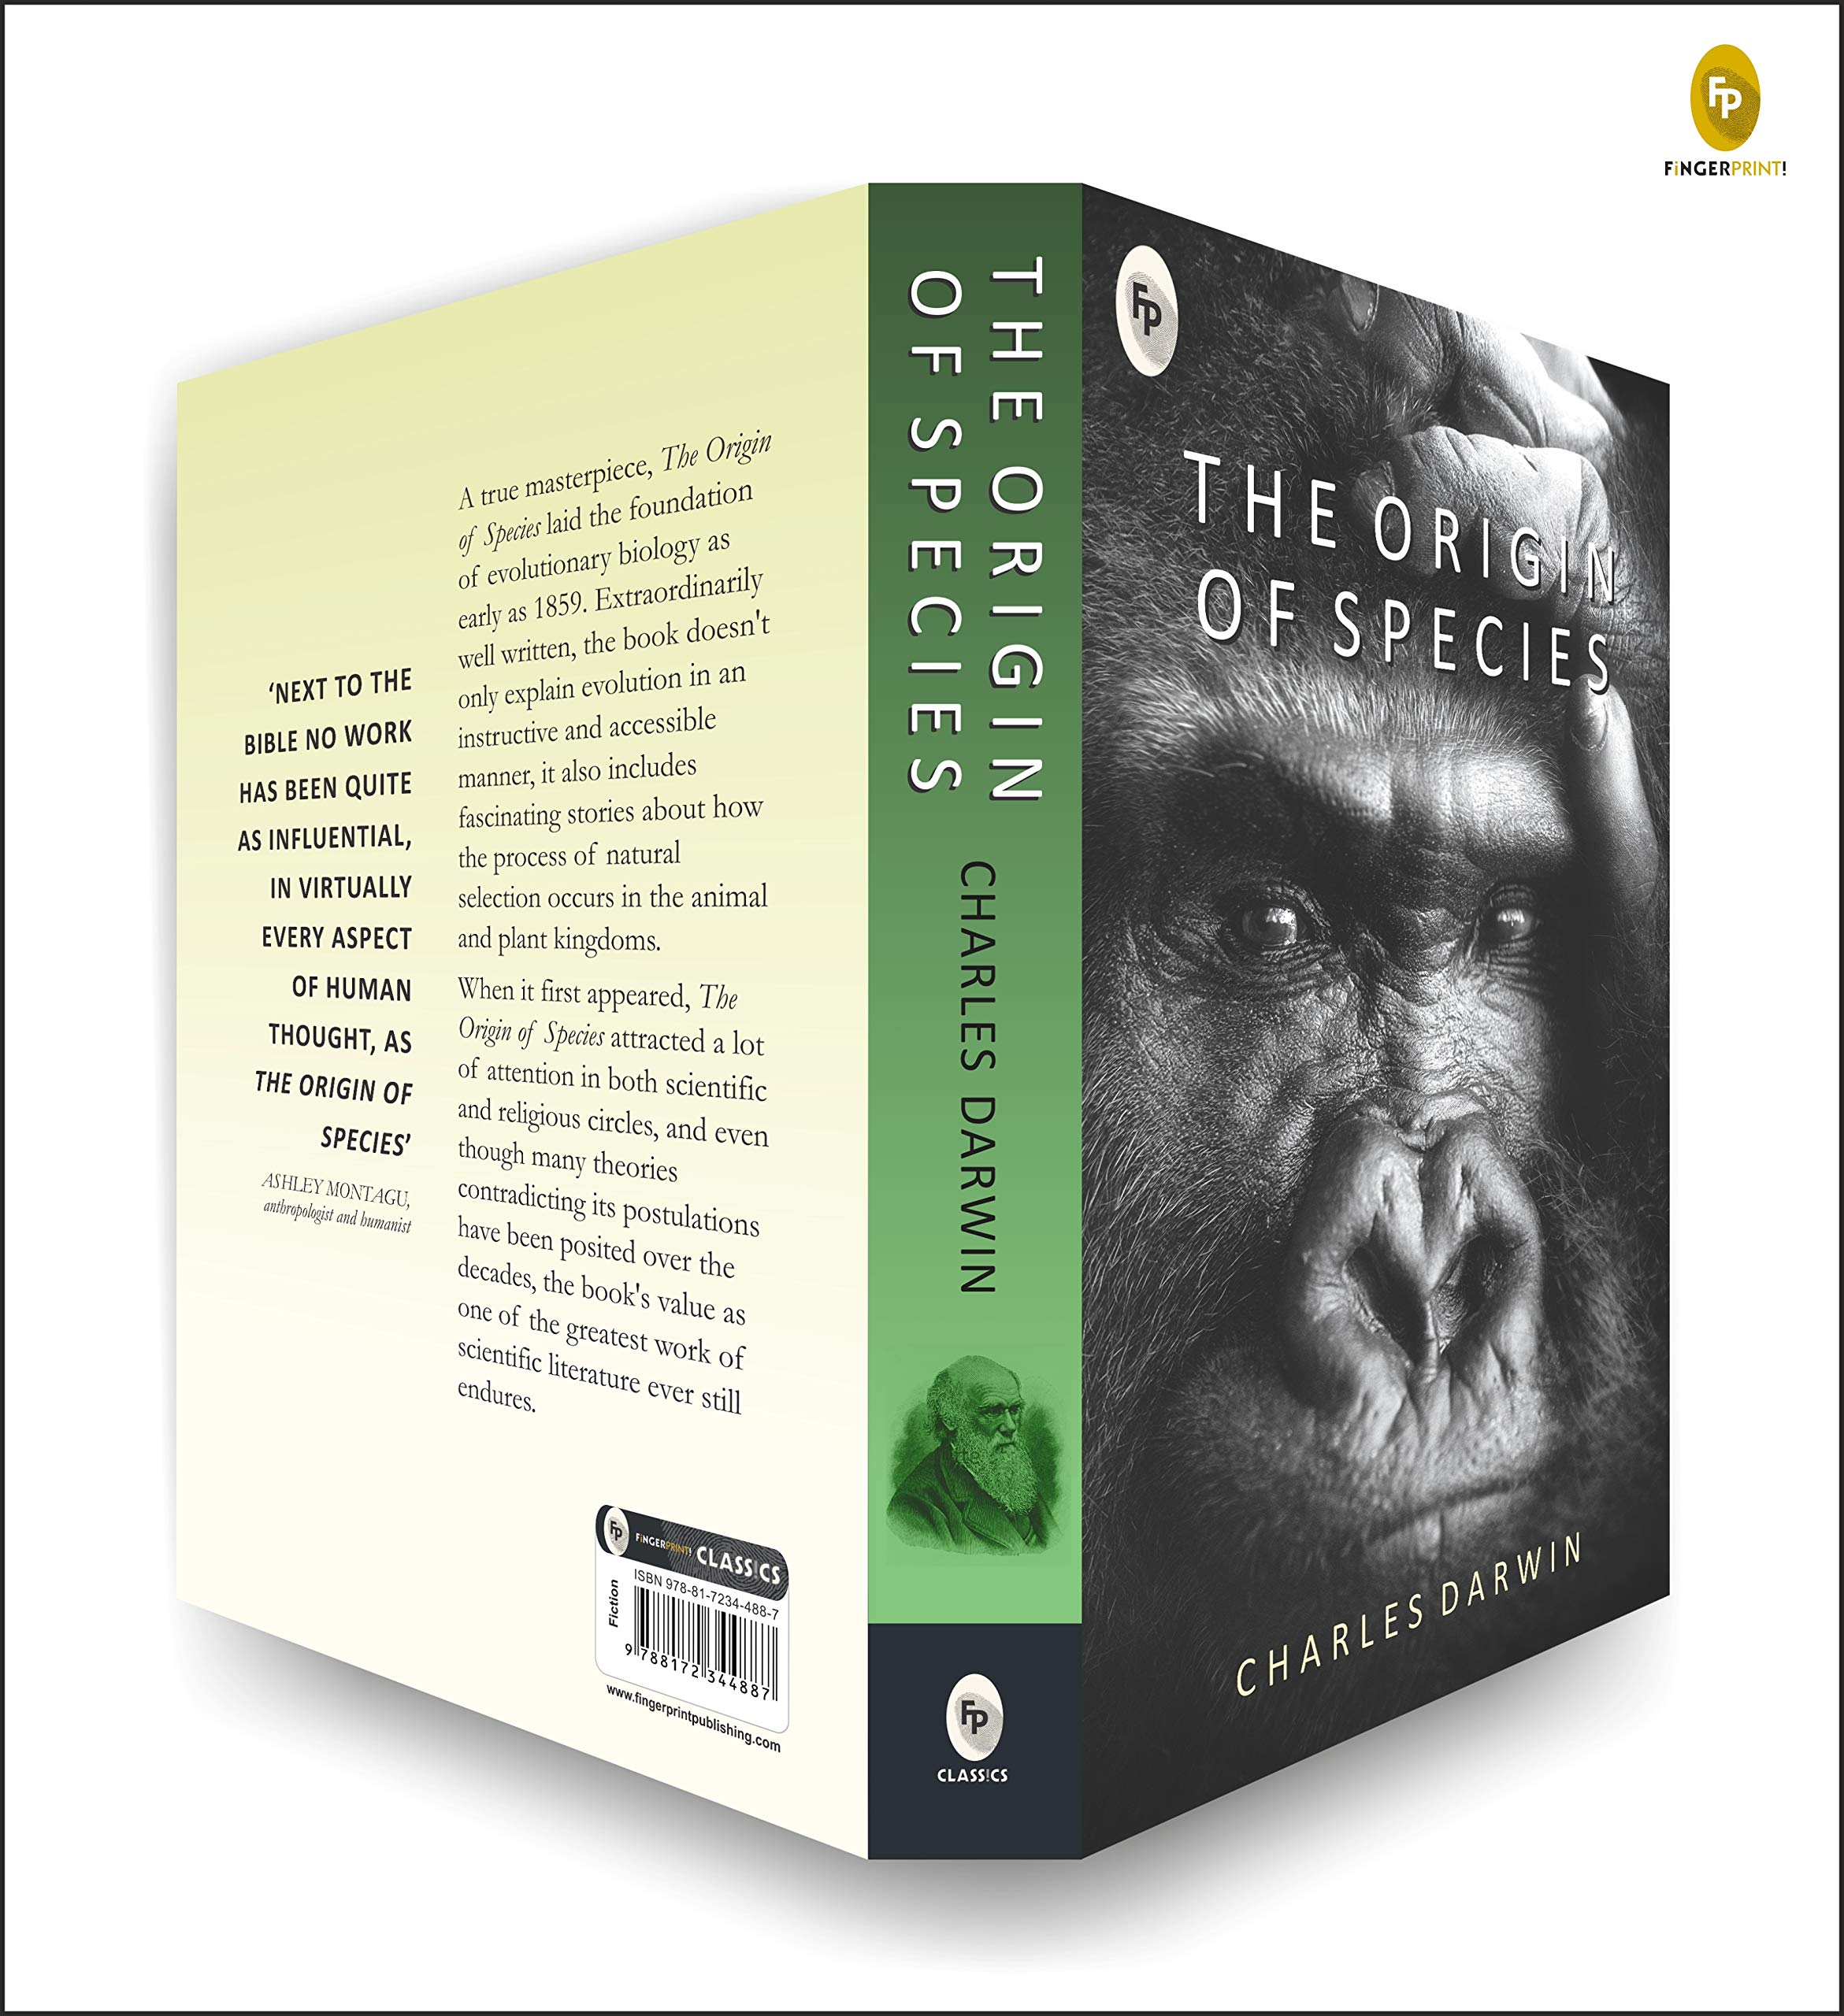 FP
FiNGERPRINT!
‘NEXT TO THE
BIBLE NO WORK
HAS BEEN QUITE
AS INFLUENTIAL,
IN VIRTUALLY
EVERY ASPECT
OF HUMAN
THOUGHT, AS
THE ORIGIN OF
SPECIES’
ASHLEY MONTAGU,
anthropologist and humanist
A true masterpiece, The Origin
of Species laid the foundation
of evolutionary biology as
early as 1859. Extraordinarily
well written, the book doesn't
only explain evolution in an
instructive and accessible
manner, it also includes
fascinating stories about how
the process of natural
selection occurs in the animal
and plant kingdoms.
When it first appeared, The
Origin of Species attracted a lot
of attention in both scientific
and religious circles, and even
though many theories
contradicting its postulations
have been posited over the
decades, the book's value as
one of the greatest work of
scientific literature ever still
endures.
FP FiNGERPRINT! CLASS!CS
ISBN 978-81-7234-488-7
Fiction
9 788172 344887
www.fingerprintpublishing.com
THE ORIGIN
OF SPECIES
CHARLES DARWIN
FP
CLASS!CS
FP
THE ORIGIN
OF SPECIES
CHARLES DARWIN